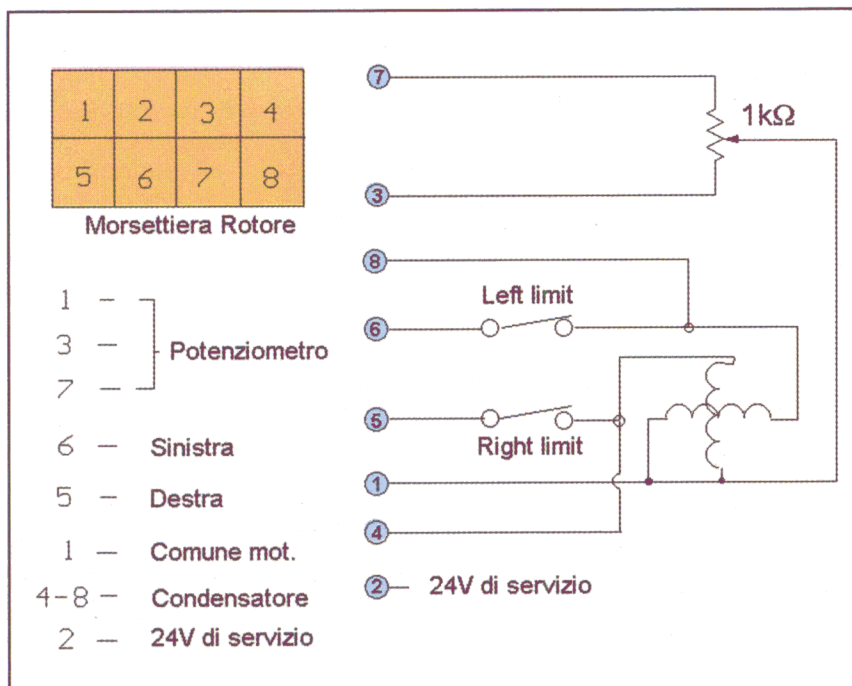 1 2 3 4
5 6 7 8
Morsettiera Rotore
1 –
3 – Potenziometro
7 –
6 – Sinistra
5 – Destra
1 – Comune mot.
4-8 – Condensatore
2 – 24V di servizio
7
1kΩ
3
8
Left limit
6
5
Right limit
1
4
2 24V di servizio